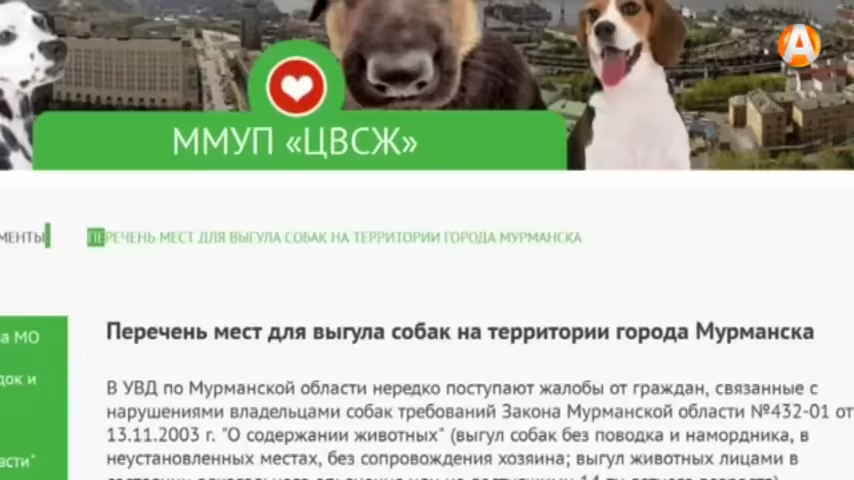 А
ММУП «ЦВСЖ»
МЕНТЫ
ПЕРЕЧЕНЬ МЕСТ ДЛЯ ВЫГУЛА СОБАК НА ТЕРРИТОРИИ ГОРОДА МУРМАНСКА
за МО
док и
асти"
Перечень мест для выгула собак на территории города Мурманска
В УВД по Мурманской области нередко поступают жалобы от граждан, связанные с
нарушениями владельцами собак требований Закона Мурманской области №432-01 от
13.11.2003 г. "О содержании животных" (выгул собак без поводка и намордника, в
неустановленных местах, без сопровождения хозяина; выгул животных лицами в